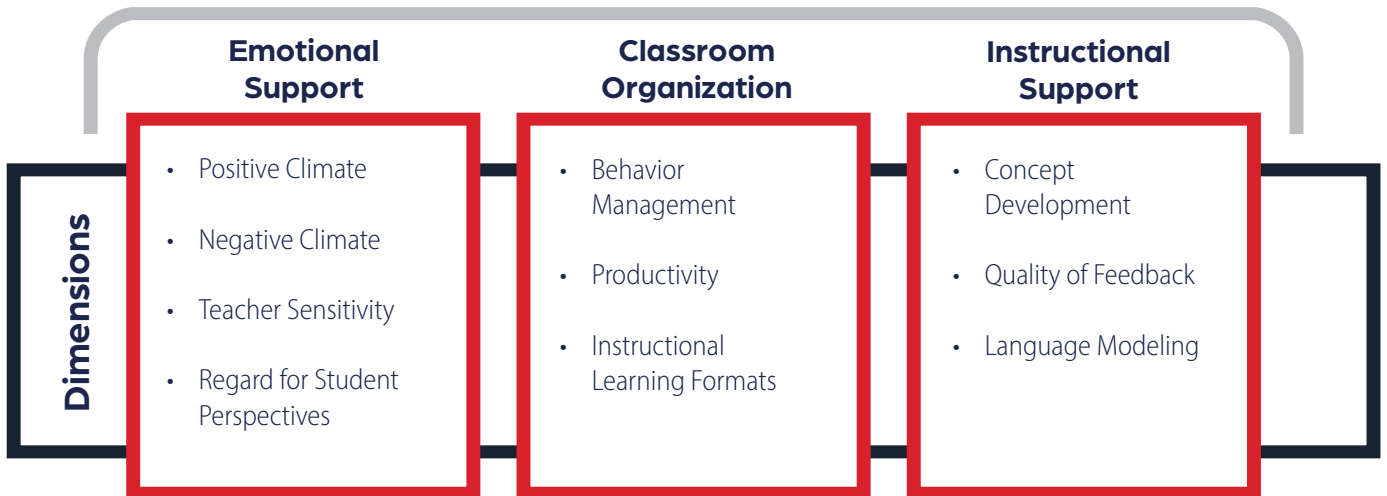 Emotional
Support
Classroom
Organization
Instructional
Support
Dimensions
• Positive Climate
• Negative Climate
• Teacher Sensitivity
• Regard for Student
Perspectives
• Behavior
Management
• Productivity
• Instructional
Learning Formats
• Concept
Development
• Quality of Feedback
• Language Modeling